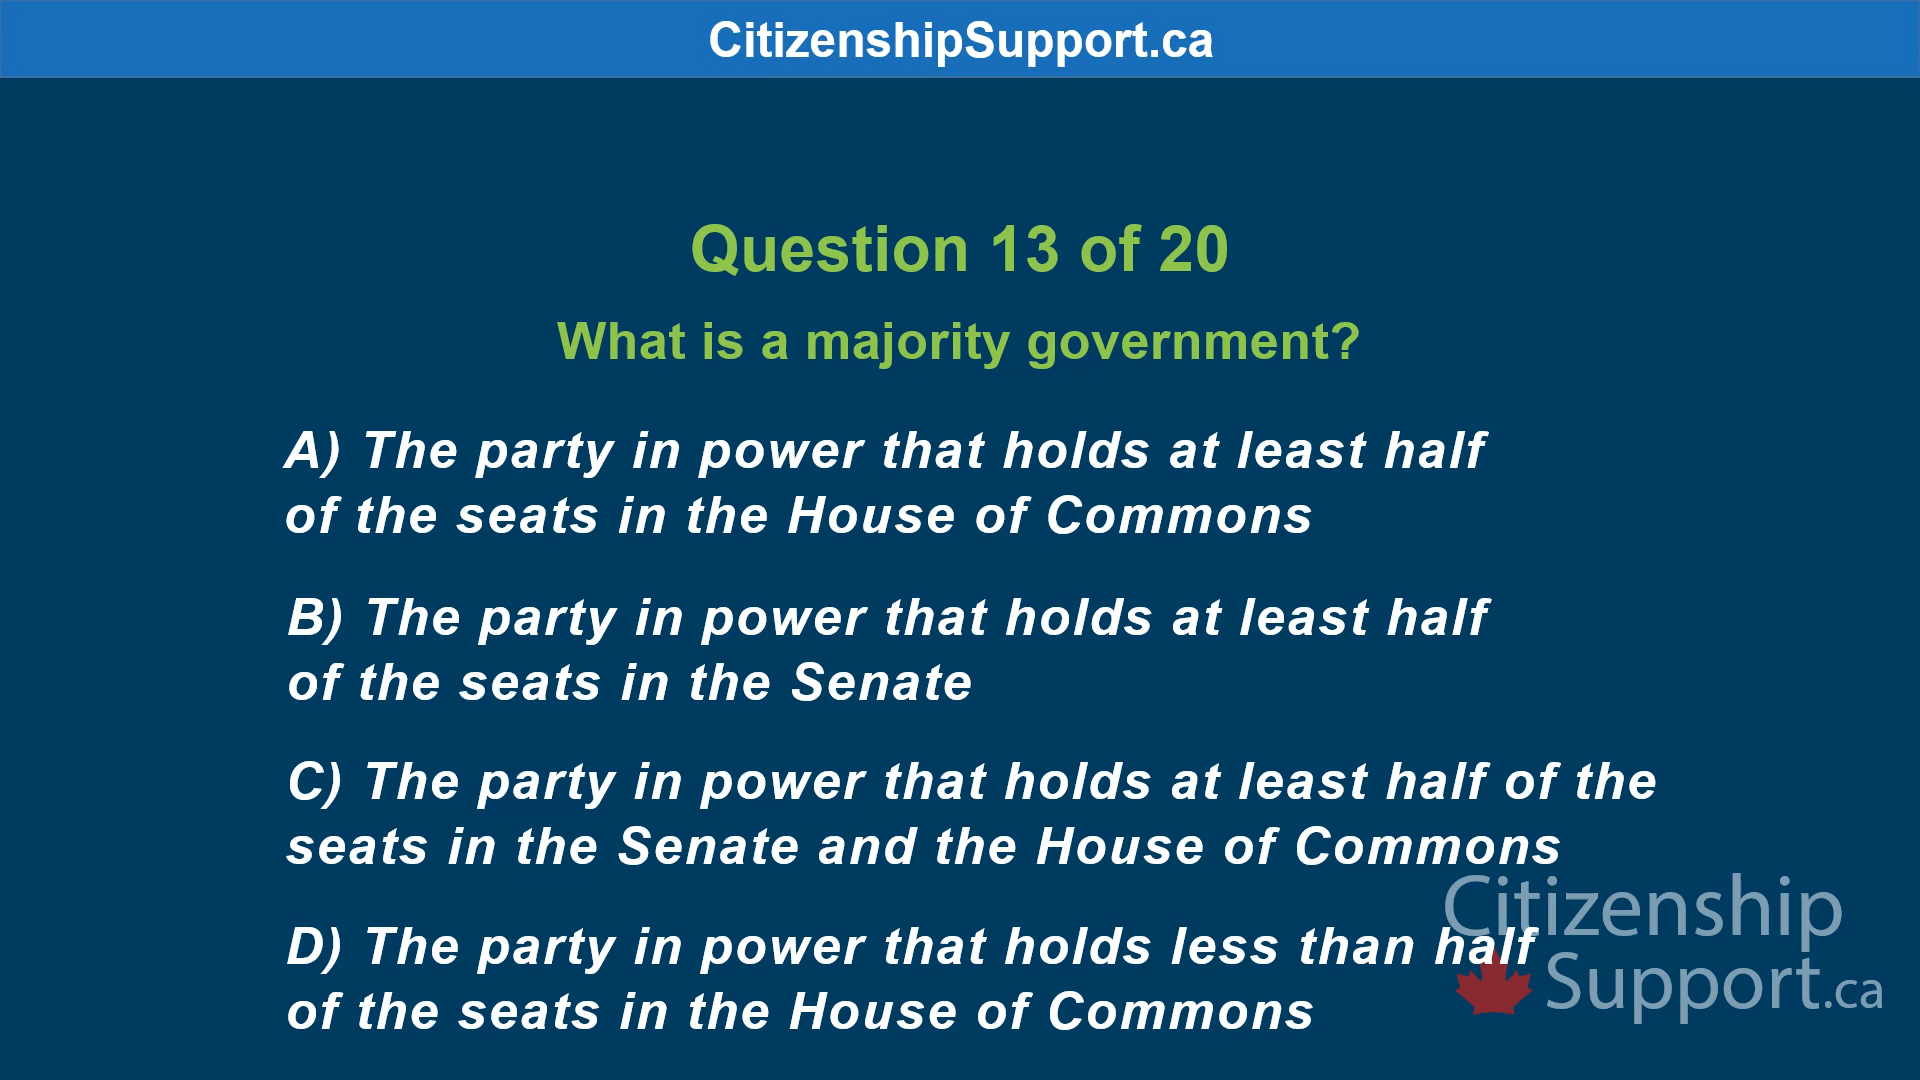 CitizenshipSupport.ca
Question 13 of 20
What is a majority government?
A) The party in power that holds at least half
of the seats in the House of Commons
B) The party in power that holds at least half
of the seats in the Senate
C) The party in power that holds at least half of the
seats in the Senate and the House of Commons
D) The party in power that holds less than half
of the seats in the House of Commons
Citizenship
Support.ca